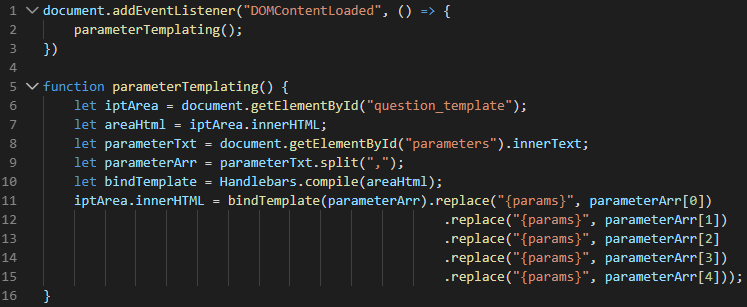 1 document.addEventListener("DOMContentLoaded", () => {
2     parameterTemplating();
3 })
4
5 function parameterTemplating() {
6     let iptArea = document.getElementById("question_template");
7     let areaHtml = iptArea.innerHTML;
8     let parameterTxt = document.getElementById("parameters").innerText;
9     let parameterArr = parameterTxt.split(",");
10     let bindTemplate = Handlebars.compile(areaHtml);
11     iptArea.innerHTML = bindTemplate(parameterArr).replace("{params}", parameterArr[0])
12                                                     .replace("{params}", parameterArr[1])
13                                                     .replace("{params}", parameterArr[2]
14                                                     .replace("{params}", parameterArr[3])
15                                                     .replace("{params}", parameterArr[4]));
16 }